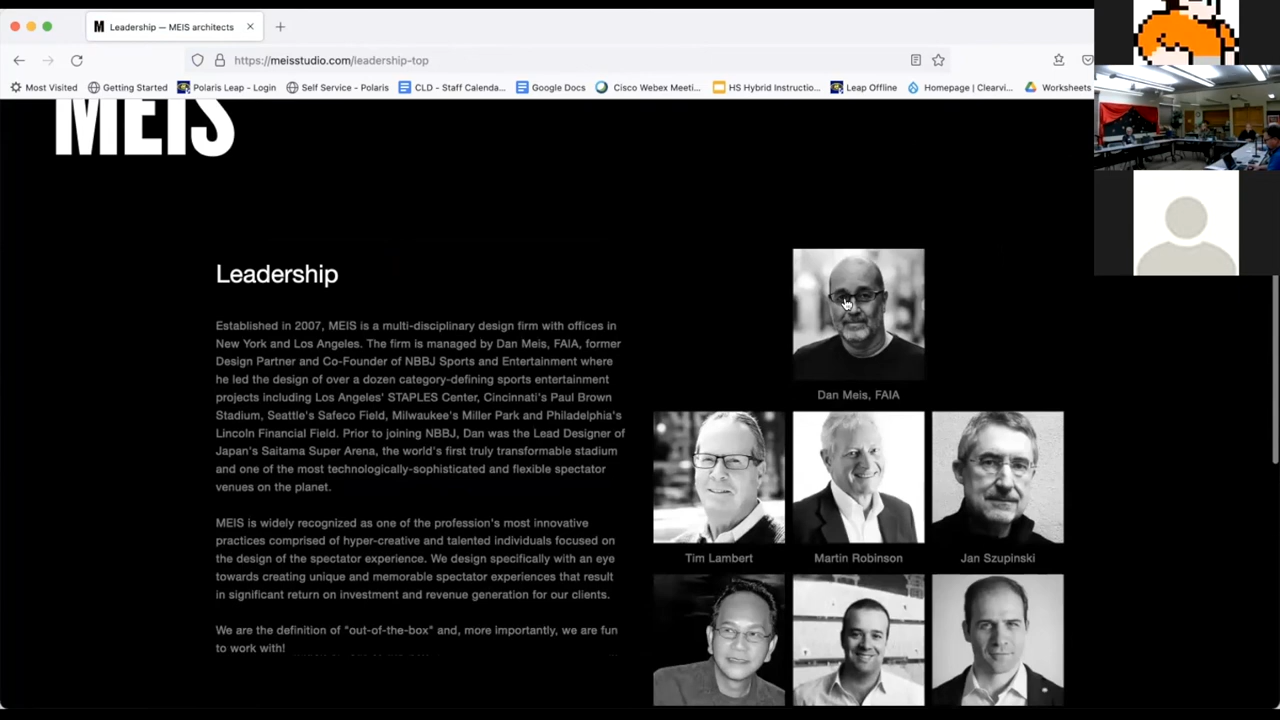 M Leadership — MEIS architects
https://meisstudio.com/leadership-top
Most Visited Getting Started Polaris Leap - Login Self Service - Polaris CLD - Staff Calenda... Google Docs Cisco Webex Meeti... HS Hybrid Instructio... Leap Offline Homepage | Clearvi... Worksheets
MEIS
Leadership
Established in 2007, MEIS is a multi-disciplinary design firm with offices in
New York and Los Angeles. The firm is managed by Dan Meis, FAIA, former
Design Partner and Co-Founder of NBBJ Sports and Entertainment where
he led the design of over a dozen category-defining sports entertainment
projects including Los Angeles' STAPLES Center, Cincinnati's Paul Brown
Stadium, Seattle's Safeco Field, Milwaukee's Miller Park and Philadelphia's
Lincoln Financial Field. Prior to joining NBBJ, Dan was the Lead Designer of
Japan's Saitama Super Arena, the world's first truly transformable stadium
and one of the most technologically-sophisticated and flexible spectator
venues on the planet.
MEIS is widely recognized as one of the profession's most innovative
practices comprised of hyper-creative and talented individuals focused on
the design of the spectator experience. We design specifically with an eye
towards creating unique and memorable spectator experiences that result
in significant return on investment and revenue generation for our clients.
We are the definition of "out-of-the-box" and, more importantly, we are fun
to work with!
Dan Meis, FAIA
Tim Lambert Martin Robinson Jan Szupinski